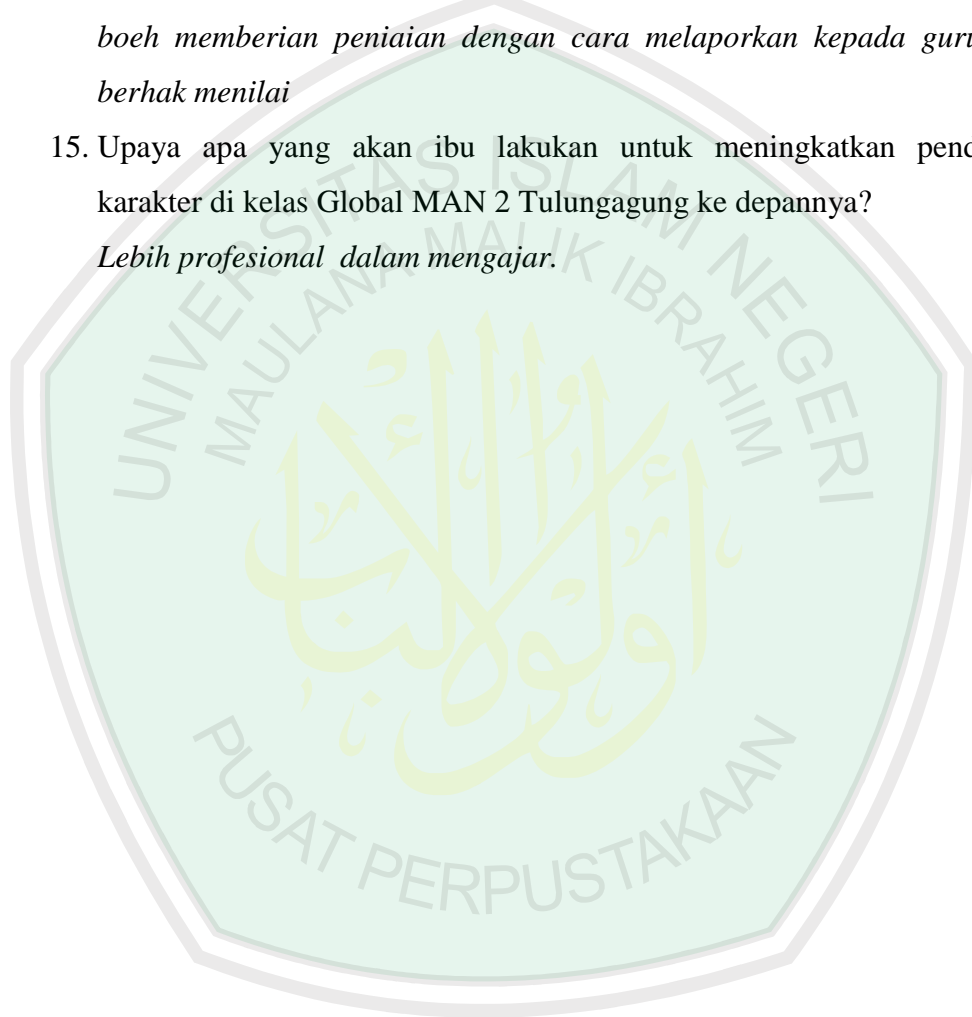 boeh memberian peniaian dengan cara melaporkan kepada guru
berhak menilai
15. Upaya apa yang akan ibu lakukan untuk meningkatkan
karakter di kelas Global MAN 2 Tulungagung ke depannya?
Lebih profesional dalam mengajar.
UNIVERSITAS ISLAM NEGERI
MAULANA MALIK IBRAHIM
PUSAT PERPUSTAKAAN